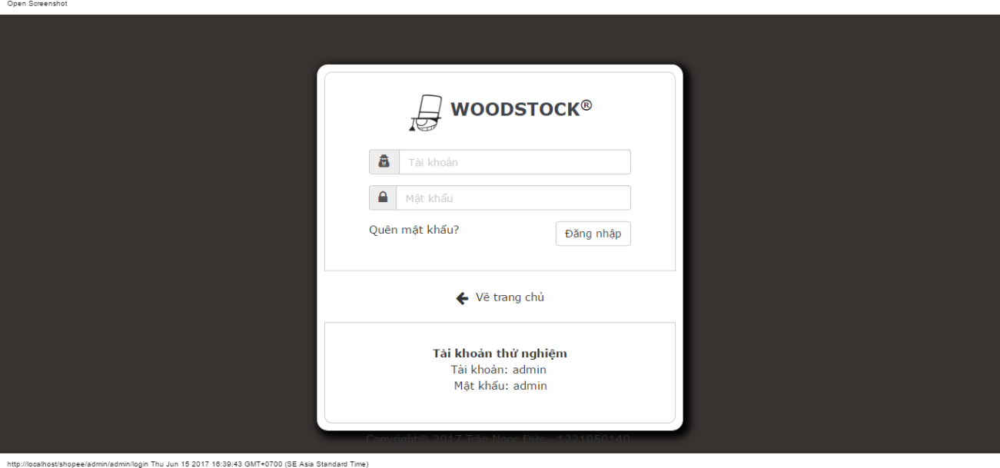 Open Screenshot
WOODSTOCK®
Tài khoản
Mật khẩu
Quên mật khẩu?
Đăng nhập
Về trang chủ
Tài khoản thử nghiệm
Tài khoản: admin
Mật khẩu: admin
Copyright© 2017 Trần Ngọc Đức - 1221050140
http://localhost/shopee/admin/admin/login Thu Jun 15 2017 16:39:43 GMT+0700 (SE Asia Standard Time)